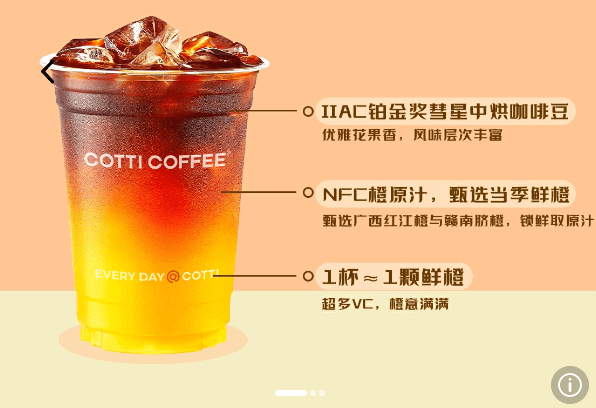 IIAC铂金奖彗星中烘咖啡豆
优雅花果香，风味层次丰富
COTTI COFFEE
NFC橙原汁，甄选当季鲜橙
甄选广西红江橙与赣南脐橙，锁鲜取原汁
EVERY DAY @ COTTI
1杯≈1颗鲜橙
超多VC，橙意满满